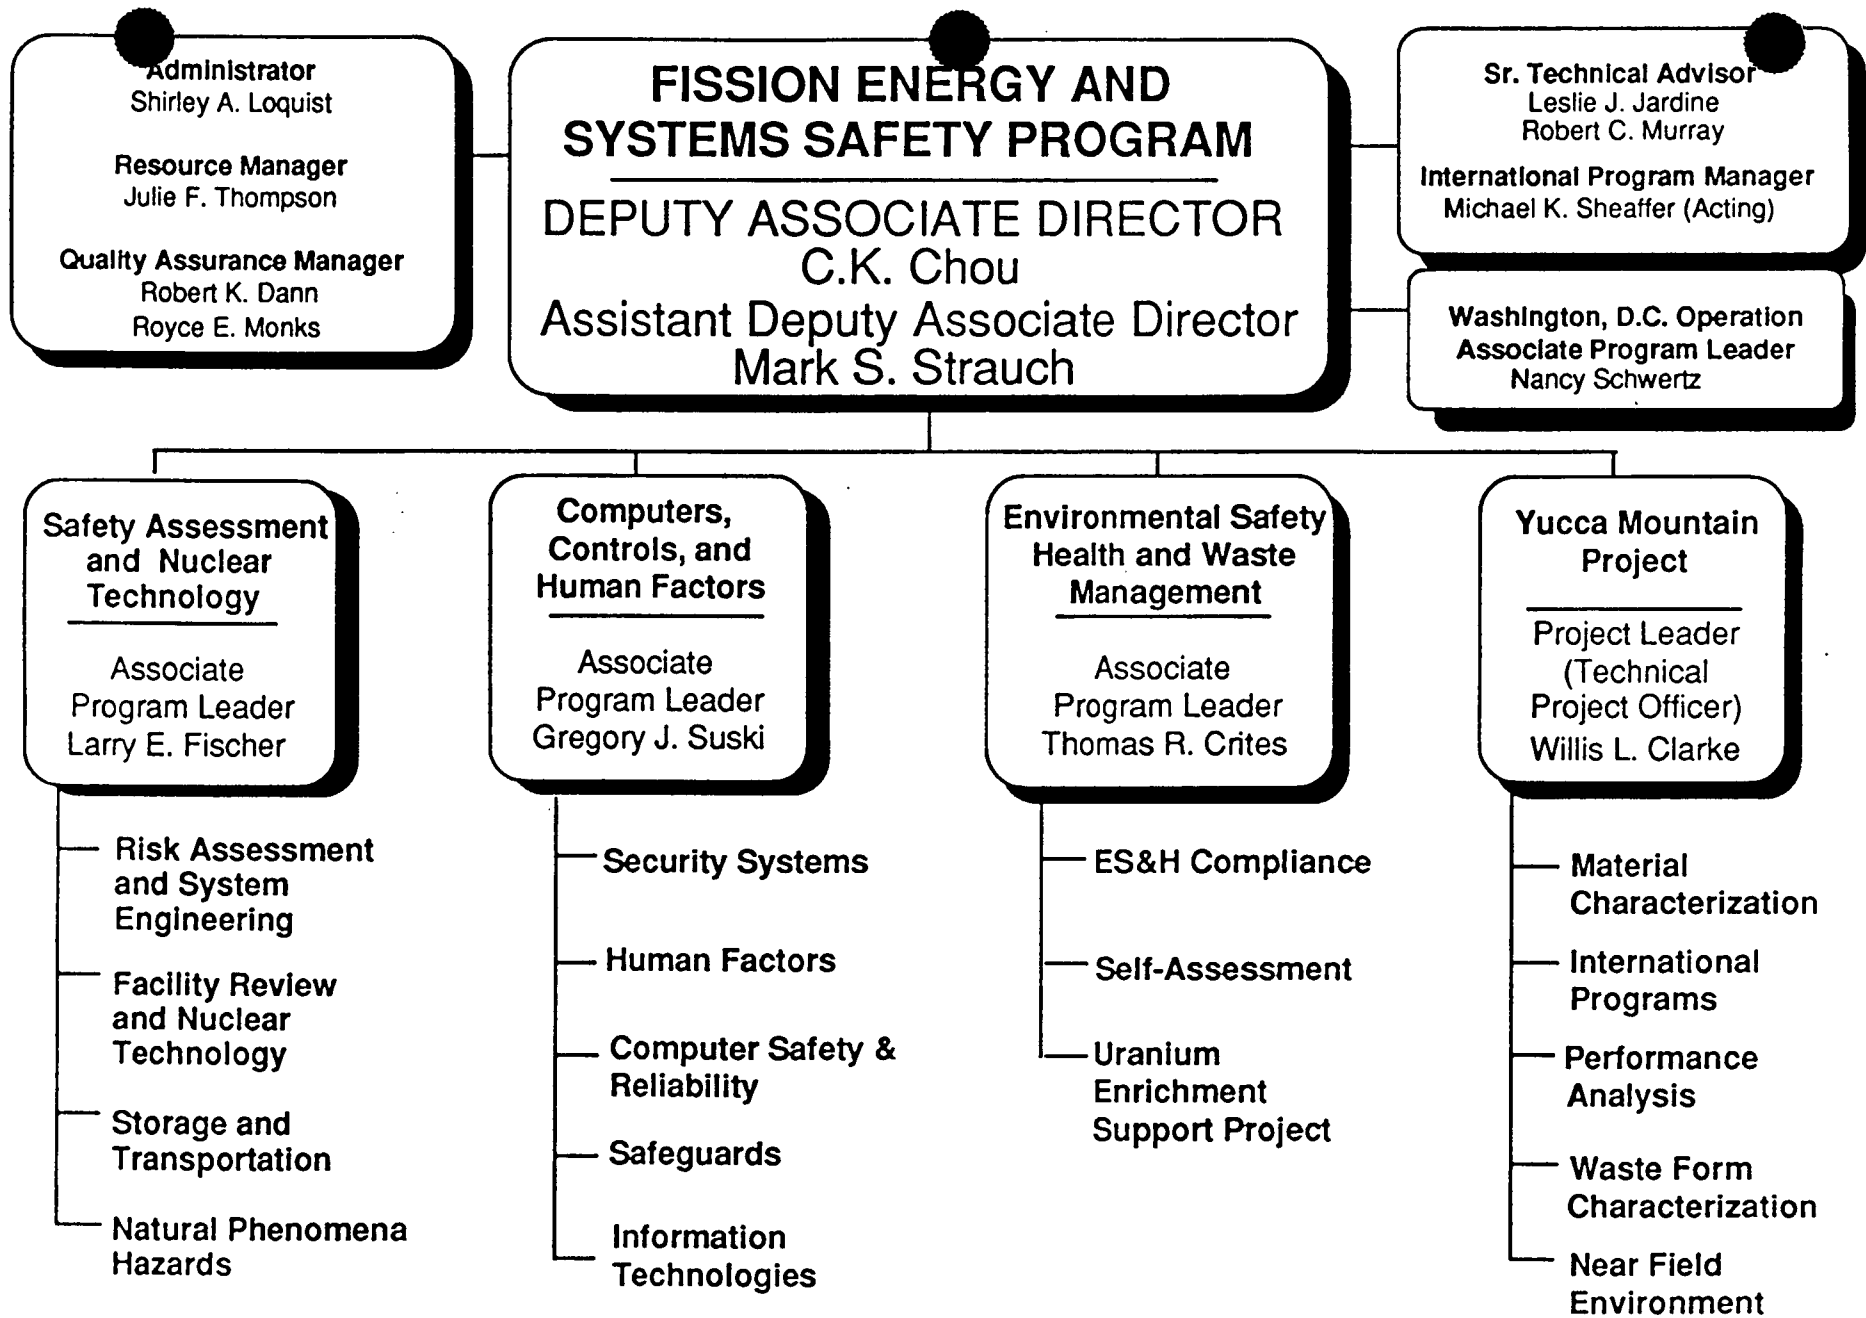 Administrator
Shirley A. Loquist
Resource Manager
Julie F. Thompson
Quality Assurance Manager
Robert K. Dann
Royce E. Monks
FISSION ENERGY AND
SYSTEMS SAFETY PROGRAM
DEPUTY ASSOCIATE DIRECTOR
C.K. Chou
Assistant Deputy Associate Director
Mark S. Strauch
Sr. Technical Advisor
Leslie J. Jardine
Robert C. Murray
International Program Manager
Michael K. Sheaffer (Acting)
Washington, D.C. Operation
Associate Program Leader
Nancy Schwertz
Safety Assessment
and Nuclear
Technology
Associate
Program Leader
Larry E. Fischer
Risk Assessment
and System
Engineering
Facility Review
and Nuclear
Technology
Storage and
Transportation
Natural Phenomena
Hazards
Computers,
Controls, and
Human Factors
Associate
Program Leader
Gregory J. Suski
Security Systems
Human Factors
Computer Safety &
Reliability
Safeguards
Information
Technologies
Environmental Safety
Health and Waste
Management
Associate
Program Leader
Thomas R. Crites
ES&H Compliance
Self-Assessment
Uranium
Enrichment
Support Project
Yucca Mountain
Project
Project Leader
(Technical
Project Officer)
Willis L. Clarke
Material
Characterization
International
Programs
Performance
Analysis
Waste Form
Characterization
Near Field
Environment